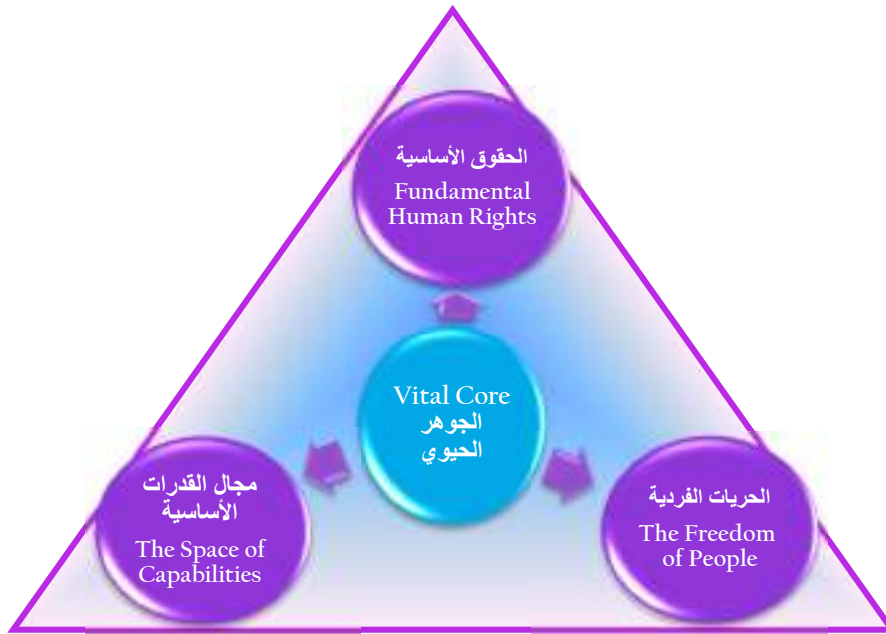 الحقوق الأساسية
Fundamental
Human Rights
Vital Core
الجوهر
الحيوي
مجال القدرات
الأساسية
The Space of
Capabilities
الحريات الفردية
The Freedom
of People